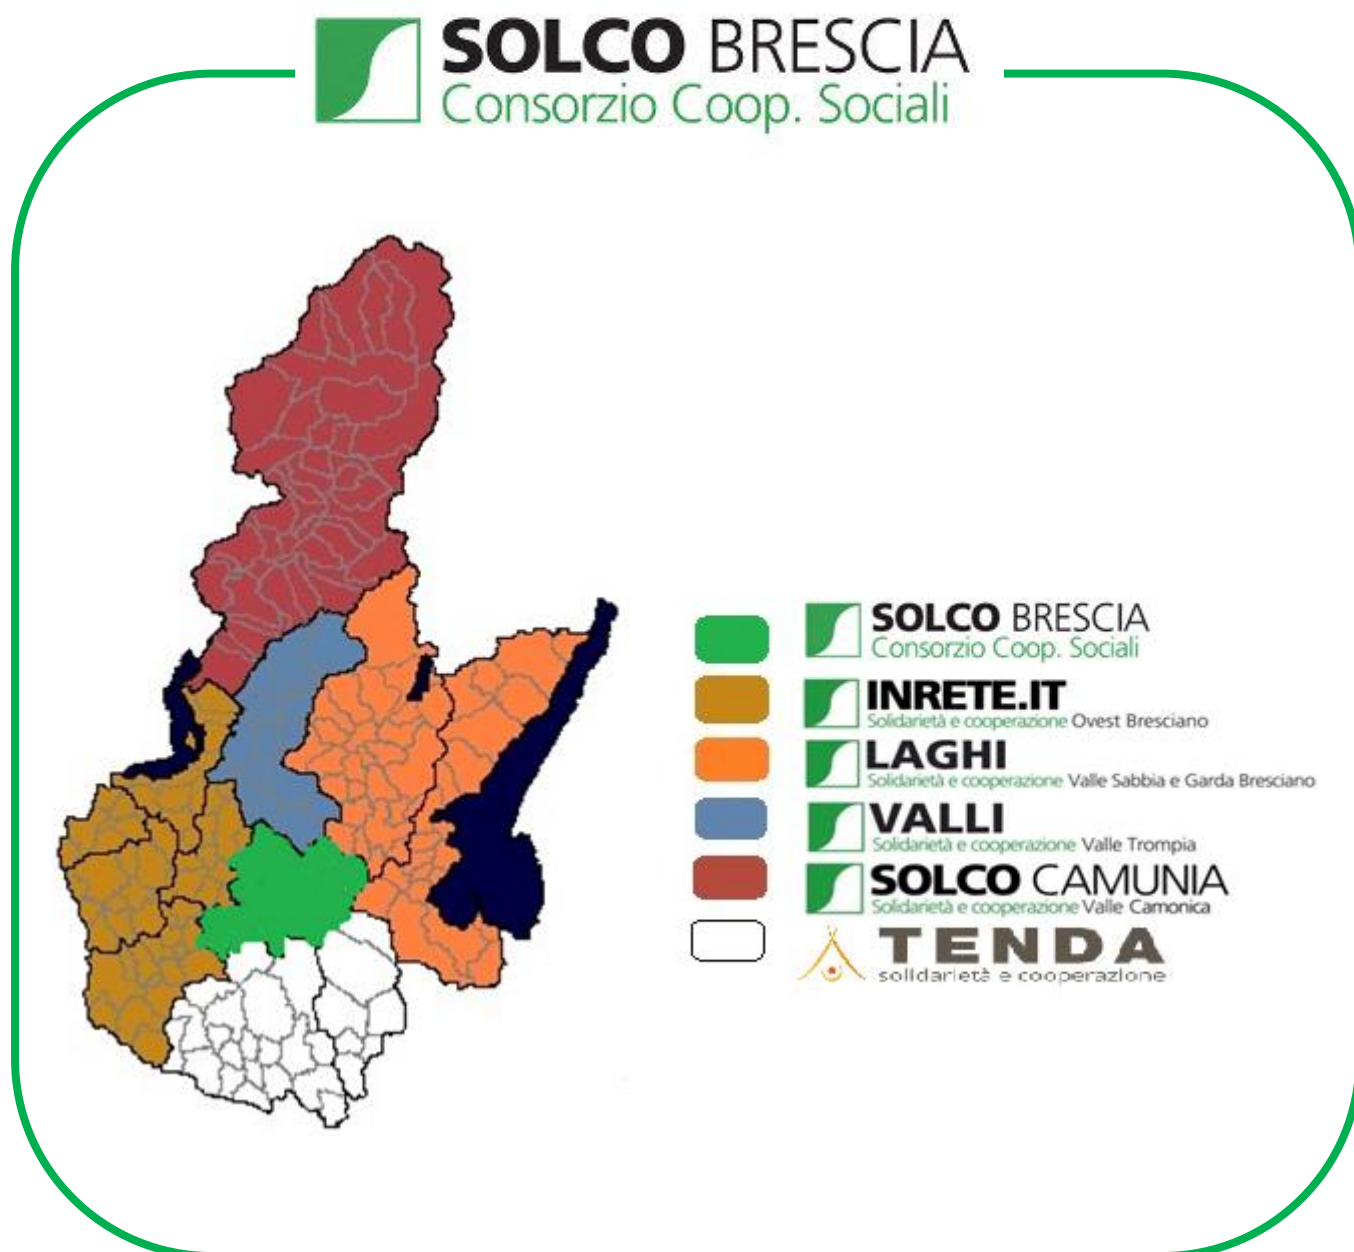 SOLCO BRESCIA
Consorzio Coop. Sociali
SOLCO BRESCIA
Consorzio Coop. Sociali
INRETE.IT
Solidarietà e cooperazione Ovest Bresciano
LAGHI
Solidarietà e cooperazione Valle Sabbia e Garda Bresciano
VALLI
Solidarietà e cooperazione Valle Trompia
SOLCO CAMUNIA
Solidarietà e cooperazione Valle Camonica
TENDA
solidarietà e cooperazione